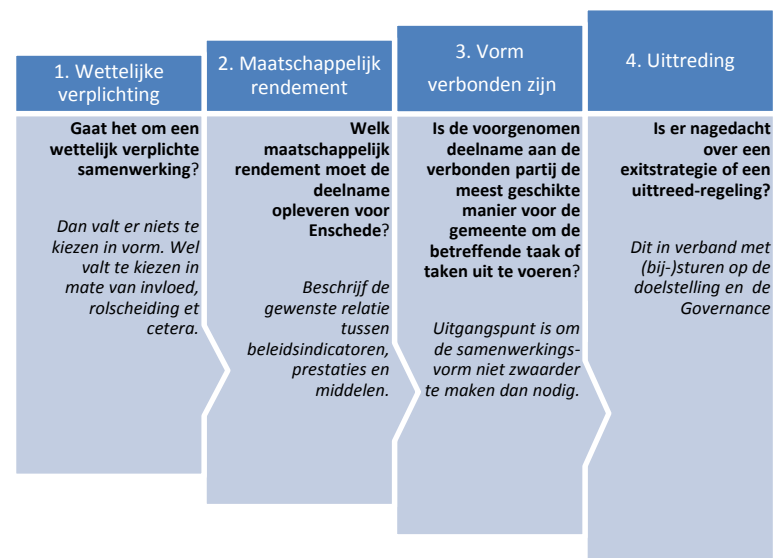 1. Wettelijke
verplichting
Gaat het om een
wettelijk verplichte
samenwerking?
Dan valt er niets te
kiezen in vorm. Wel
valt te kiezen in
mate van invloed,
rolscheiding et
cetera.
2. Maatschappelijk
rendement
Welk
maatschappelijk
rendement moet de
deelname
opleveren voor
Enschede?
Beschrijf de
gewenste relatie
tussen
beleidsindicatoren,
prestaties en
middelen.
3. Vorm
verbonden zijn
Is de voorgenomen
deelname aan de
verbonden partij de
meest geschikte
manier voor de
gemeente om de
betreffende taak of
taken uit te voeren?
Uitgangspunt is om
de samenwerkings-
vorm niet zwaarder
te maken dan nodig.
4. Uittreding
Is er nagedacht
over een
exitstrategie of een
uittreed-regeling?
Dit in verband met
(bij-)sturen op de
doelstelling en de
Governance